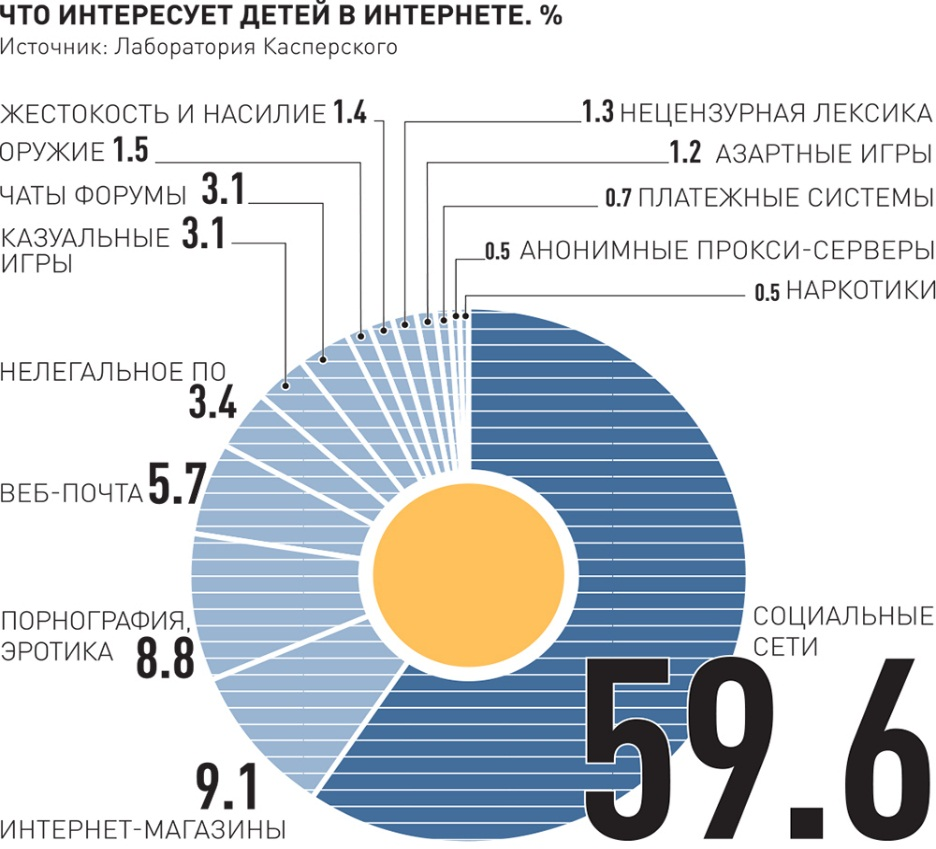 ЧТО ИНТЕРЕСУЕТ ДЕТЕЙ В ИНТЕРНЕТЕ. %
Источник: Лаборатория Касперского
ЖЕСТОКОСТЬ И НАСИЛИЕ 1.4
1.3 НЕЦЕНЗУРНАЯ ЛЕКСИКА
ОРУЖИЕ 1.5
1.2 АЗАРТНЫЕ ИГРЫ
ЧАТЫ ФОРУМЫ 3.1
0.7 ПЛАТЕЖНЫЕ СИСТЕМЫ
КАЗУАЛЬНЫЕ 3.1
ИГРЫ
0.5 АНОНИМНЫЕ ПРОКСИ-СЕРВЕРЫ
0.5 НАРКОТИКИ
НЕЛЕГАЛЬНОЕ ПО
3.4
ВЕБ-ПОЧТА 5.7
ПОРНОГРАФИЯ,
ЭРОТИКА 8.8
СОЦИАЛЬНЫЕ
СЕТИ
59.6
9.1
ИНТЕРНЕТ-МАГАЗИНЫ